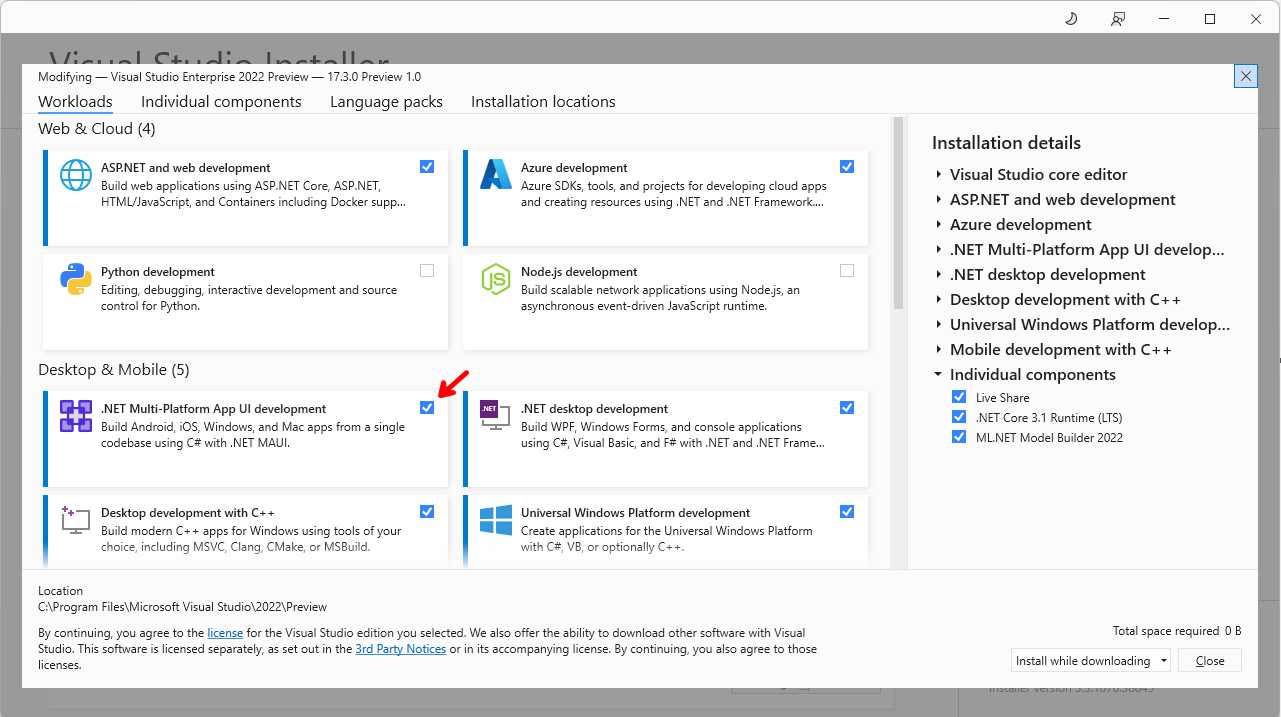 Visual Studio Installer
Modifying — Visual Studio Enterprise 2022 Preview — 17.3.0 Preview 1.0
Workloads
Individual components
Language packs
Installation locations
Web & Cloud (4)
ASP.NET and web development
Build web applications using ASP.NET Core, ASP.NET,
HTML/JavaScript, and Containers including Docker supp...
Azure development
Azure SDKs, tools, and projects for developing cloud apps
and creating resources using .NET and .NET Framework....
Python development
Editing, debugging, interactive development and source
control for Python.
Node.js development
Build scalable network applications using Node.js, an
asynchronous event-driven JavaScript runtime.
JS
Desktop & Mobile (5)
.NET Multi-Platform App UI development
Build Android, iOS, Windows, and Mac apps from a single
codebase using C# with .NET MAUI.
.NET
.NET desktop development
Build WPF, Windows Forms, and console applications
using C#, Visual Basic, and F# with .NET and .NET Frame...
Desktop development with C++
Build modern C++ apps for Windows using tools of your
choice, including MSVC, Clang, CMake, or MSBuild.
Universal Windows Platform development
Create applications for the Universal Windows Platform
with C#, VB, or optionally C++.
Installation details
Visual Studio core editor
ASP.NET and web development
Azure development
.NET Multi-Platform App UI develop...
.NET desktop development
Desktop development with C++
Universal Windows Platform develop...
Mobile development with C++
Individual components
Live Share
.NET Core 3.1 Runtime (LTS)
ML.NET Model Builder 2022
Location
C:\Program Files\Microsoft Visual Studio\2022\Preview
By continuing, you agree to the license for the Visual Studio edition you selected. We also offer the ability to download other software with Visual
Studio. This software is licensed separately, as set out in the 3rd Party Notices or in its accompanying license. By continuing, you also agree to those
licenses.
Total space required 0 B
Install while downloading
Close